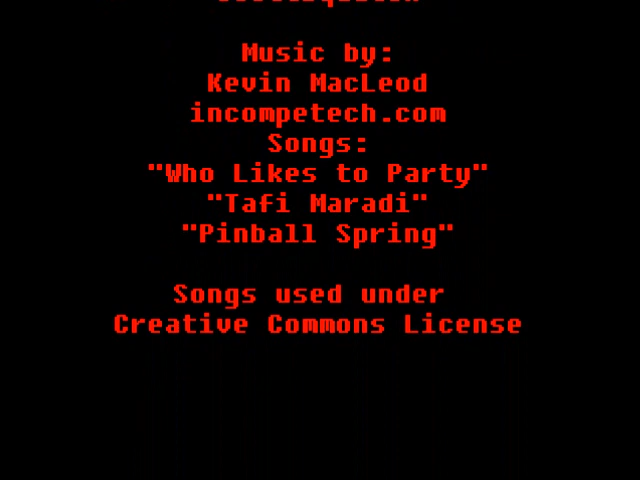 Music by:
Kevin MacLeod
incompetech.com
Songs:
"Who Likes to Party"
"Tafi Maradi"
"Pinball Spring"
Songs used under
Creative Commons License